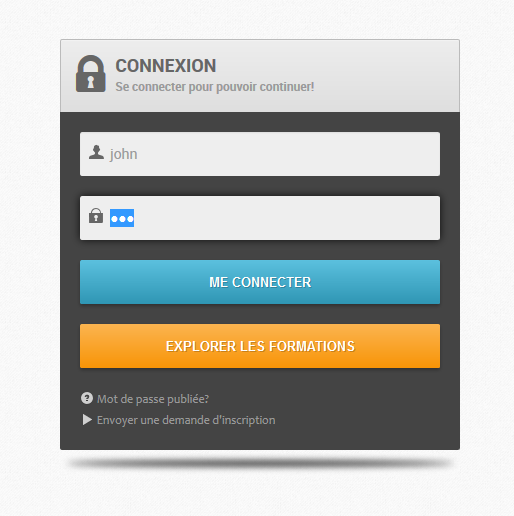 CONNEXION
Se connecter pour pouvoir continuer!
john
●●●
ME CONNECTER
EXPLORER LES FORMATIONS
Mot de passe publiée?
Envoyer une demande d'inscription